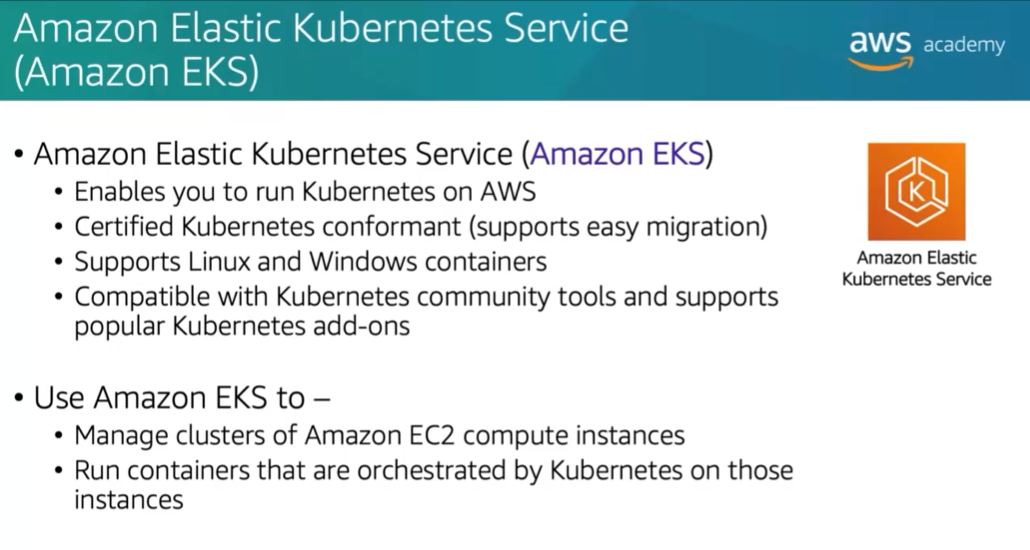 Amazon Elastic Kubernetes Service
(Amazon EKS)
aws academy
• Amazon Elastic Kubernetes Service (Amazon EKS)
• Enables you to run Kubernetes on AWS
• Certified Kubernetes conformant (supports easy migration)
• Supports Linux and Windows containers
• Compatible with Kubernetes community tools and supports
popular Kubernetes add-ons
K
Amazon Elastic
Kubernetes Service
• Use Amazon EKS to –
• Manage clusters of Amazon EC2 compute instances
• Run containers that are orchestrated by Kubernetes on those
instances